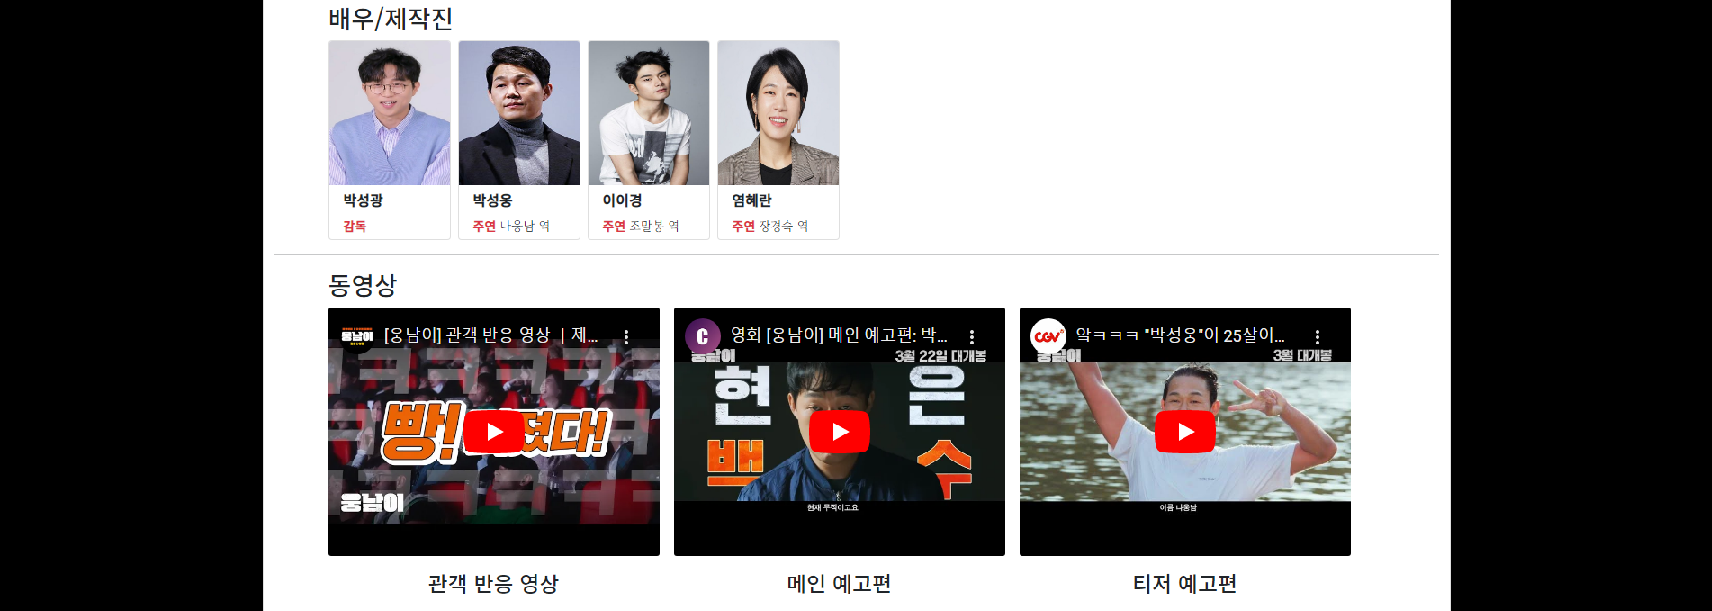 배우/제작진
박성광
감독
박성웅
주연 나웅남 역
이이경
주연 조말봉 역
염혜란
주연 장경숙 역
동영상
웅남이
[웅남이] 관객 반응 영상 ㅣ제...
빵! 졌다!
웅남이
관객 반응 영상
C
영화 [웅남이] 메인 예고편: 박...
웅남이
3월 22일 대개봉
현 은
백 수
현재 무직이고요
메인 예고편
CGV
앜ㅋㅋㅋ "박성웅"이 25살이...
웅남이
3월 대개봉
이름 나웅남
티저 예고편